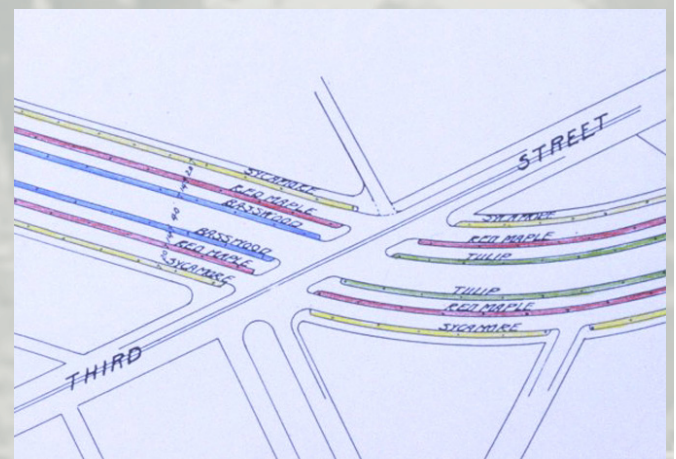 SYCAMORE
RED MAPLE
BASSWOOD
BASSWOOD
RED MAPLE
SYCAMORE
THIRD STREET
SYCAMORE
RED MAPLE
TULIP
TULIP
RED MAPLE
SYCAMORE